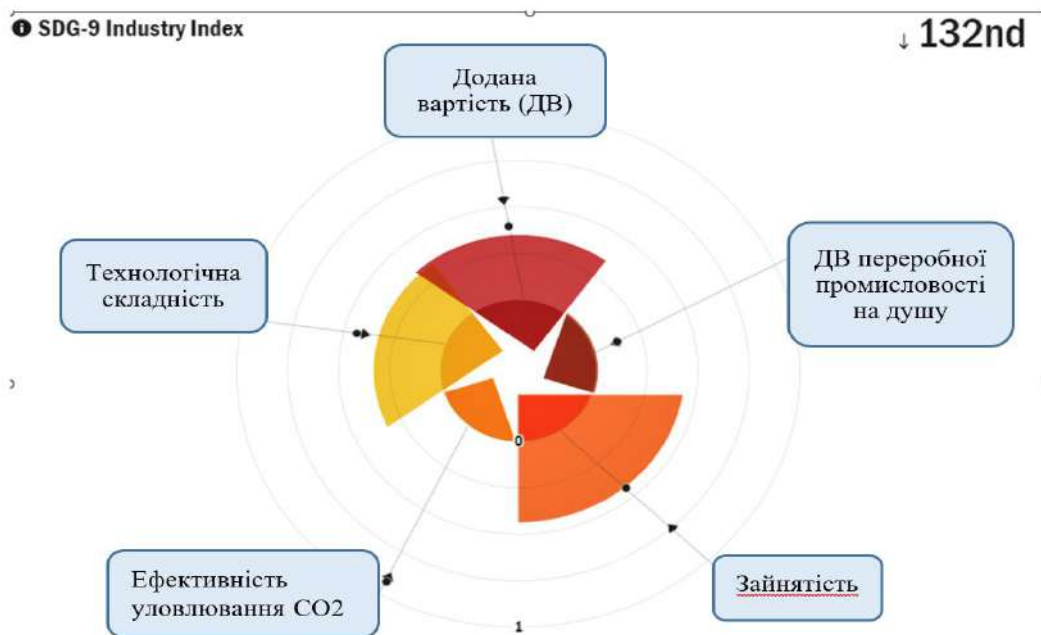 SDG-9 Industry Index
↓ 132nd
Додана
вартість (ДВ)
Технологічна
складність
ДВ переробної
промисловості
на душу
0
Ефективність
уловлювання СО2
Зайнятість
1